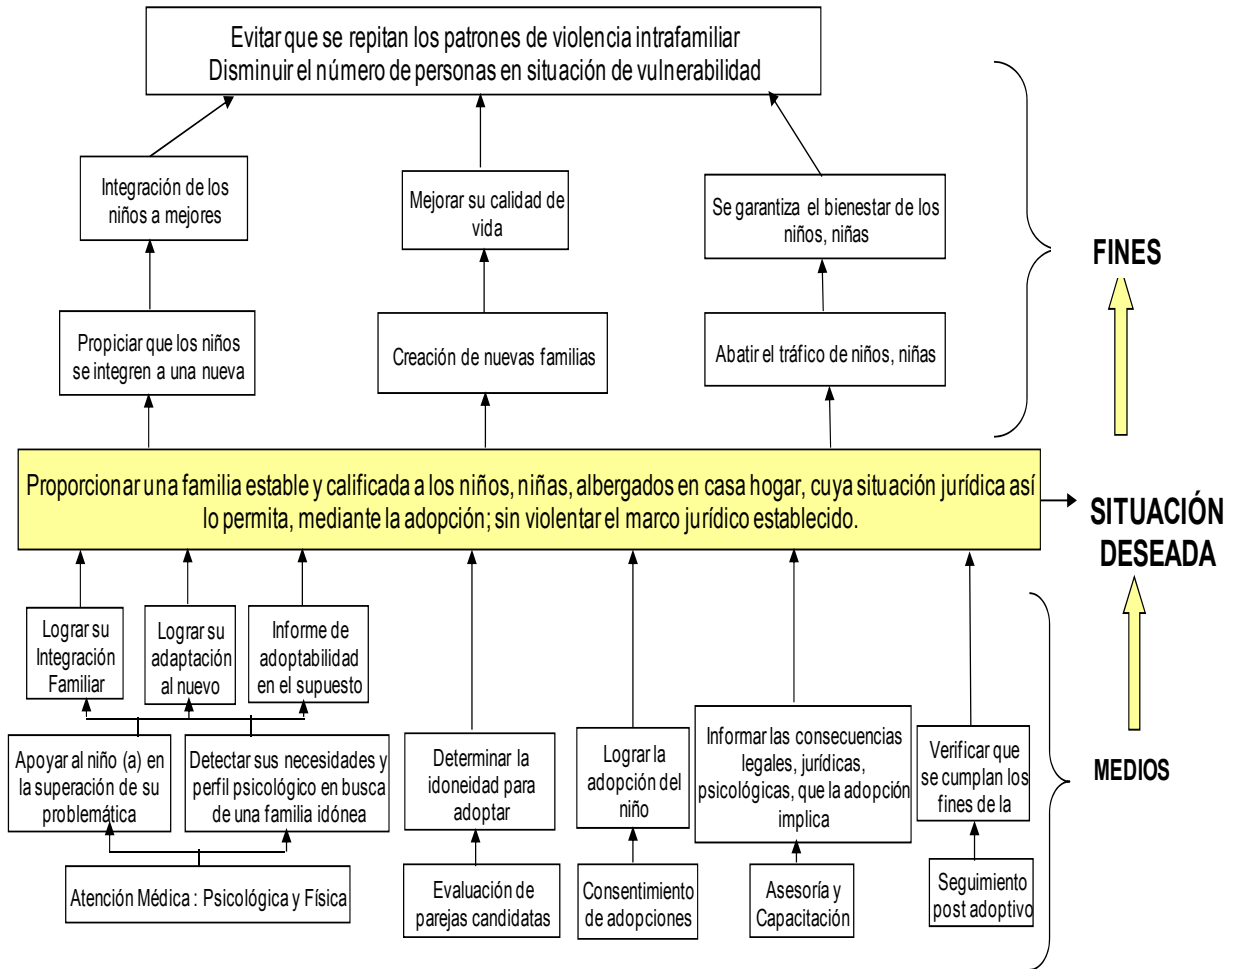 Evitar que se repitan los patrones de violencia intrafamiliar
Disminuir el número de personas en situación de vulnerabilidad
Integración de los
niños a mejores
Mejorar su calidad de
vida
Se garantiza el bienestar de los
niños, niñas
FINES
Propiciar que los niños
se integren a una nueva
Creación de nuevas familias
Abatir el tráfico de niños, niñas
Proporcionar una familia estable y calificada a los niños, niñas, albergados en casa hogar, cuya situación jurídica así
lo permita, mediante la adopción; sin violentar el marco jurídico establecido.
SITUACIÓN
DESEADA
Lograr su
Integración
Familiar
Lograr su
adaptación
al nuevo
Informe de
adoptabilidad
en el supuesto
Apoyar al niño (a) en
la superación de su
problemática
Detectar sus necesidades y
perfil psicológico en busca
de una familia idónea
Determinar la
idoneidad para
adoptar
Lograr la
adopción del
niño
Informar las consecuencias
legales, jurídicas,
psicológicas, que la adopción
implica
Verificar que
se cumplan los
fines de la
MEDIOS
Atención Médica : Psicológica y Física
Evaluación de
parejas candidatas
Consentimiento
de adopciones
Asesoría y
Capacitación
Seguimiento
post adoptivo